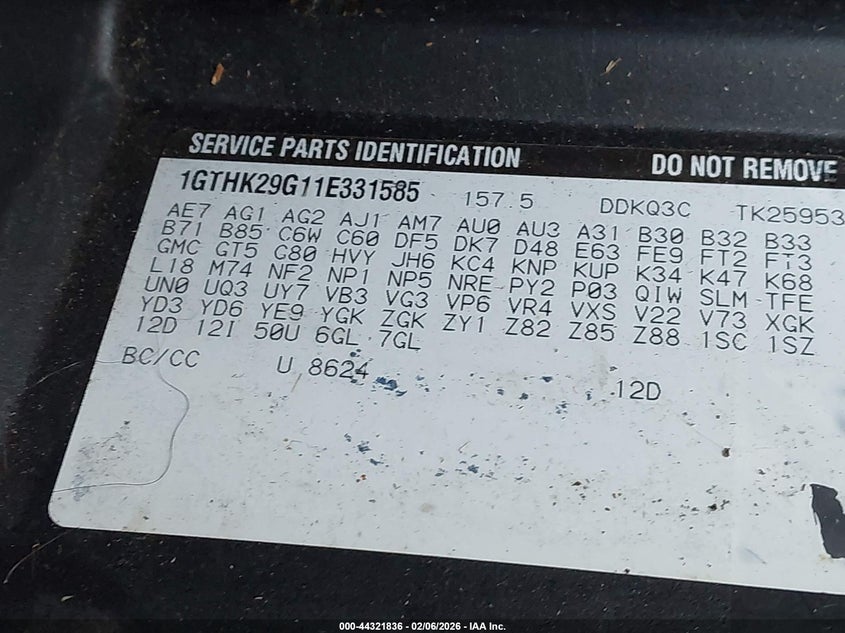 SERVICE PARTS IDENTIFICATION DO NOT REMOVE
1GTHK29G11E331585 157.5 DDKQ3C TK25953
AE7 AG1 AG2 AJ1 AM7 AU0 AU3 A31 B30 B32 B33
B71 B85 C6W C60 DF5 DK7 D48 E63 FE9 FT2 FT3
GMC GT5 G80 HVY JH6 KC4 KNP KUP K34 K47 K68
L18 M74 NF2 NP1 NP5 NRE PY2 P03 QIW SLM TFE
UN0 UQ3 UY7 VB3 VG3 VP6 VR4 VXS V22 V73 XGK
YD3 YD6 YE9 YGK ZGK ZY1 Z82 Z85 Z88 1SC 1SZ
12D 12I 50U 6GL 7GL
BC/CC U 8624 12D
000-44321836 - 02/06/2026 - IAA Inc.